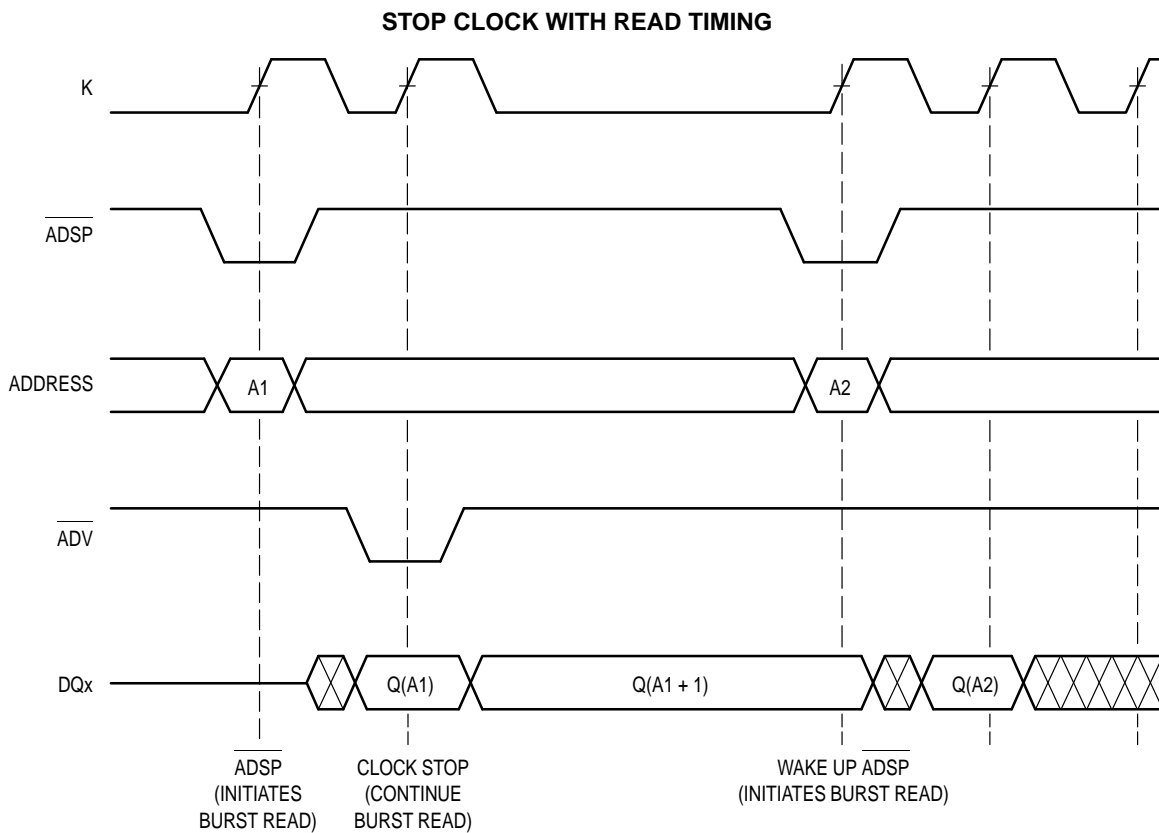 STOP CLOCK WITH READ TIMING
K
ADSP
ADDRESS
A1
A2
ADV
DQx
Q(A1)
Q(A1 + 1)
Q(A2)
ADSP
(INITIATES
BURST READ)
CLOCK STOP
(CONTINUE
BURST READ)
WAKE UP ADSP
(INITIATES BURST READ)